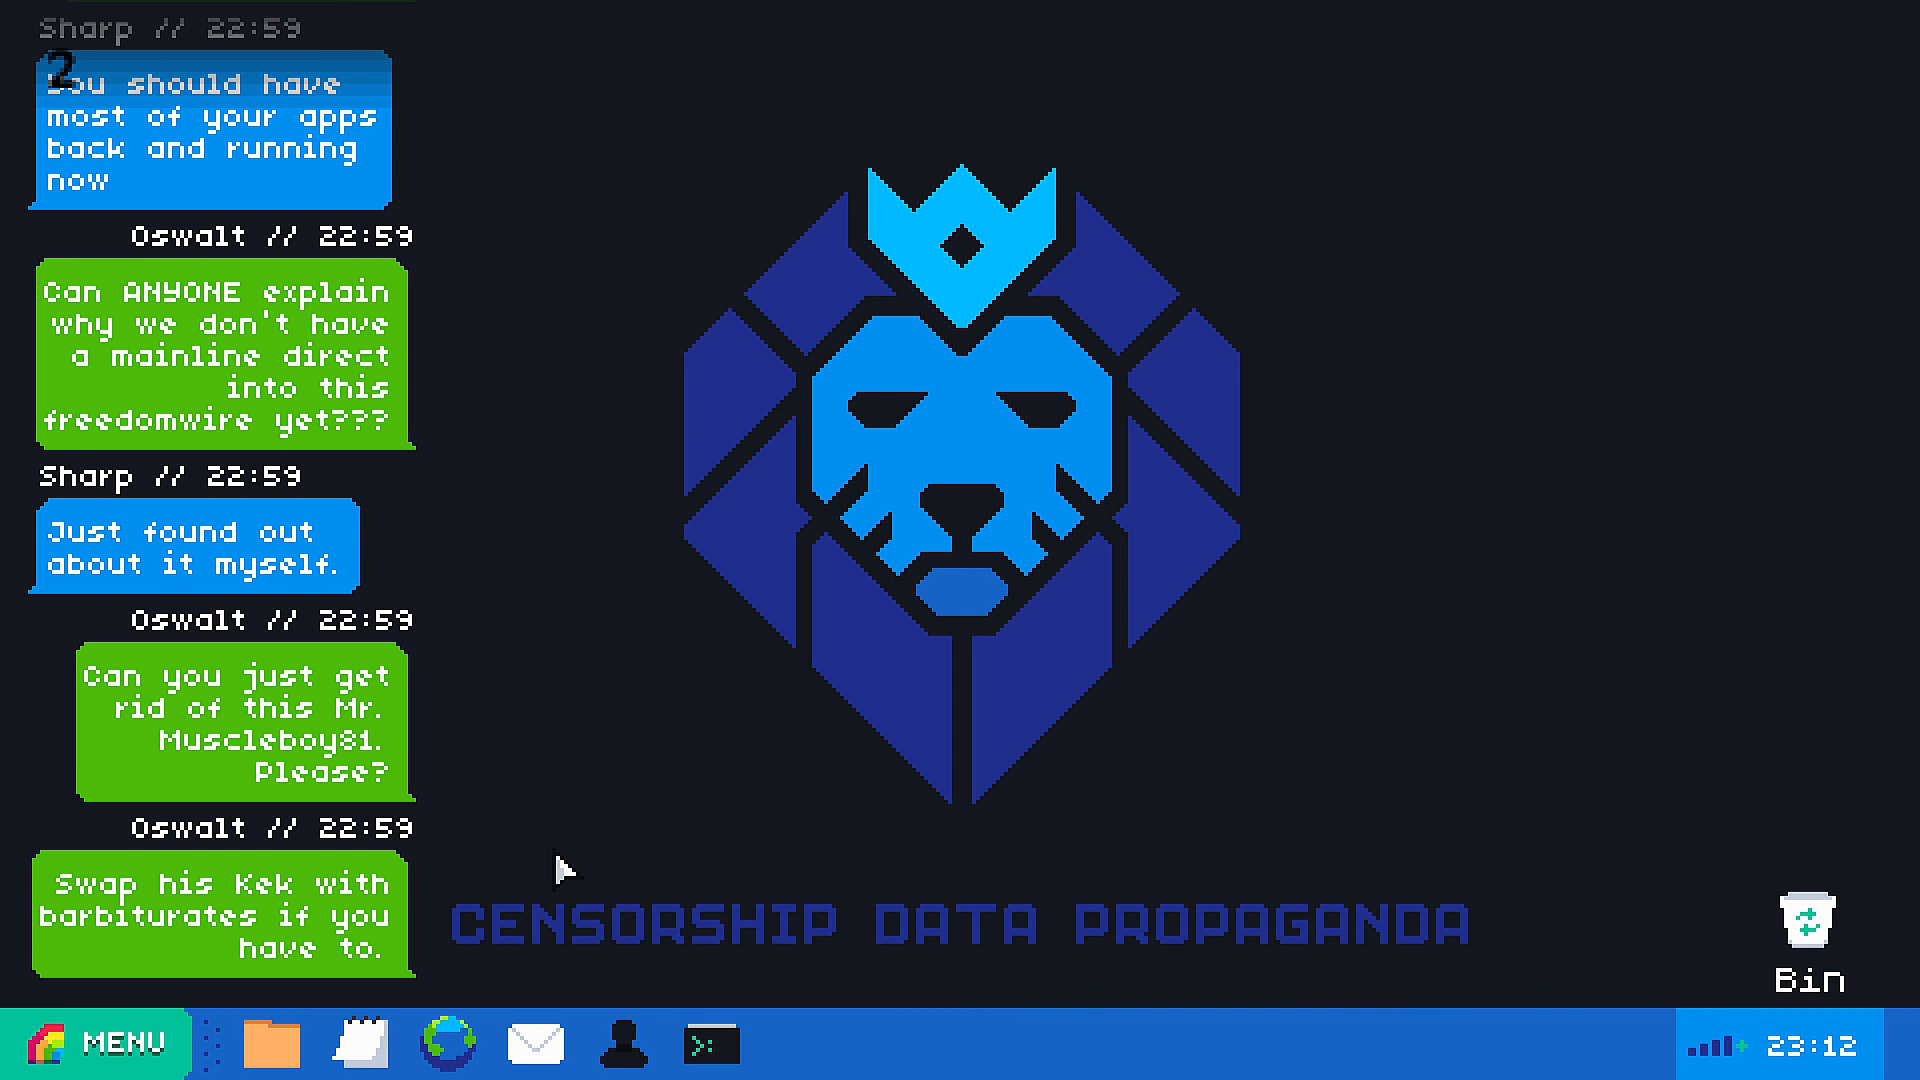 Sharp // 22:59
2
You should have
most of your apps
back and running
now
Oswalt // 22:59
Can ANYONE explain
why we don't have
a mainline direct
into this
freedomwire yet???
Sharp // 22:59
Just found out
about it myself.
Oswalt // 22:59
Can you just get
rid of this Mr.
Muscleboy81.
Please?
Oswalt // 22:59
Swap his Kek with
barbiturates if you
have to.
CENSORSHIP DATA PROPAGANDA
Bin
MENU
>:
23:12